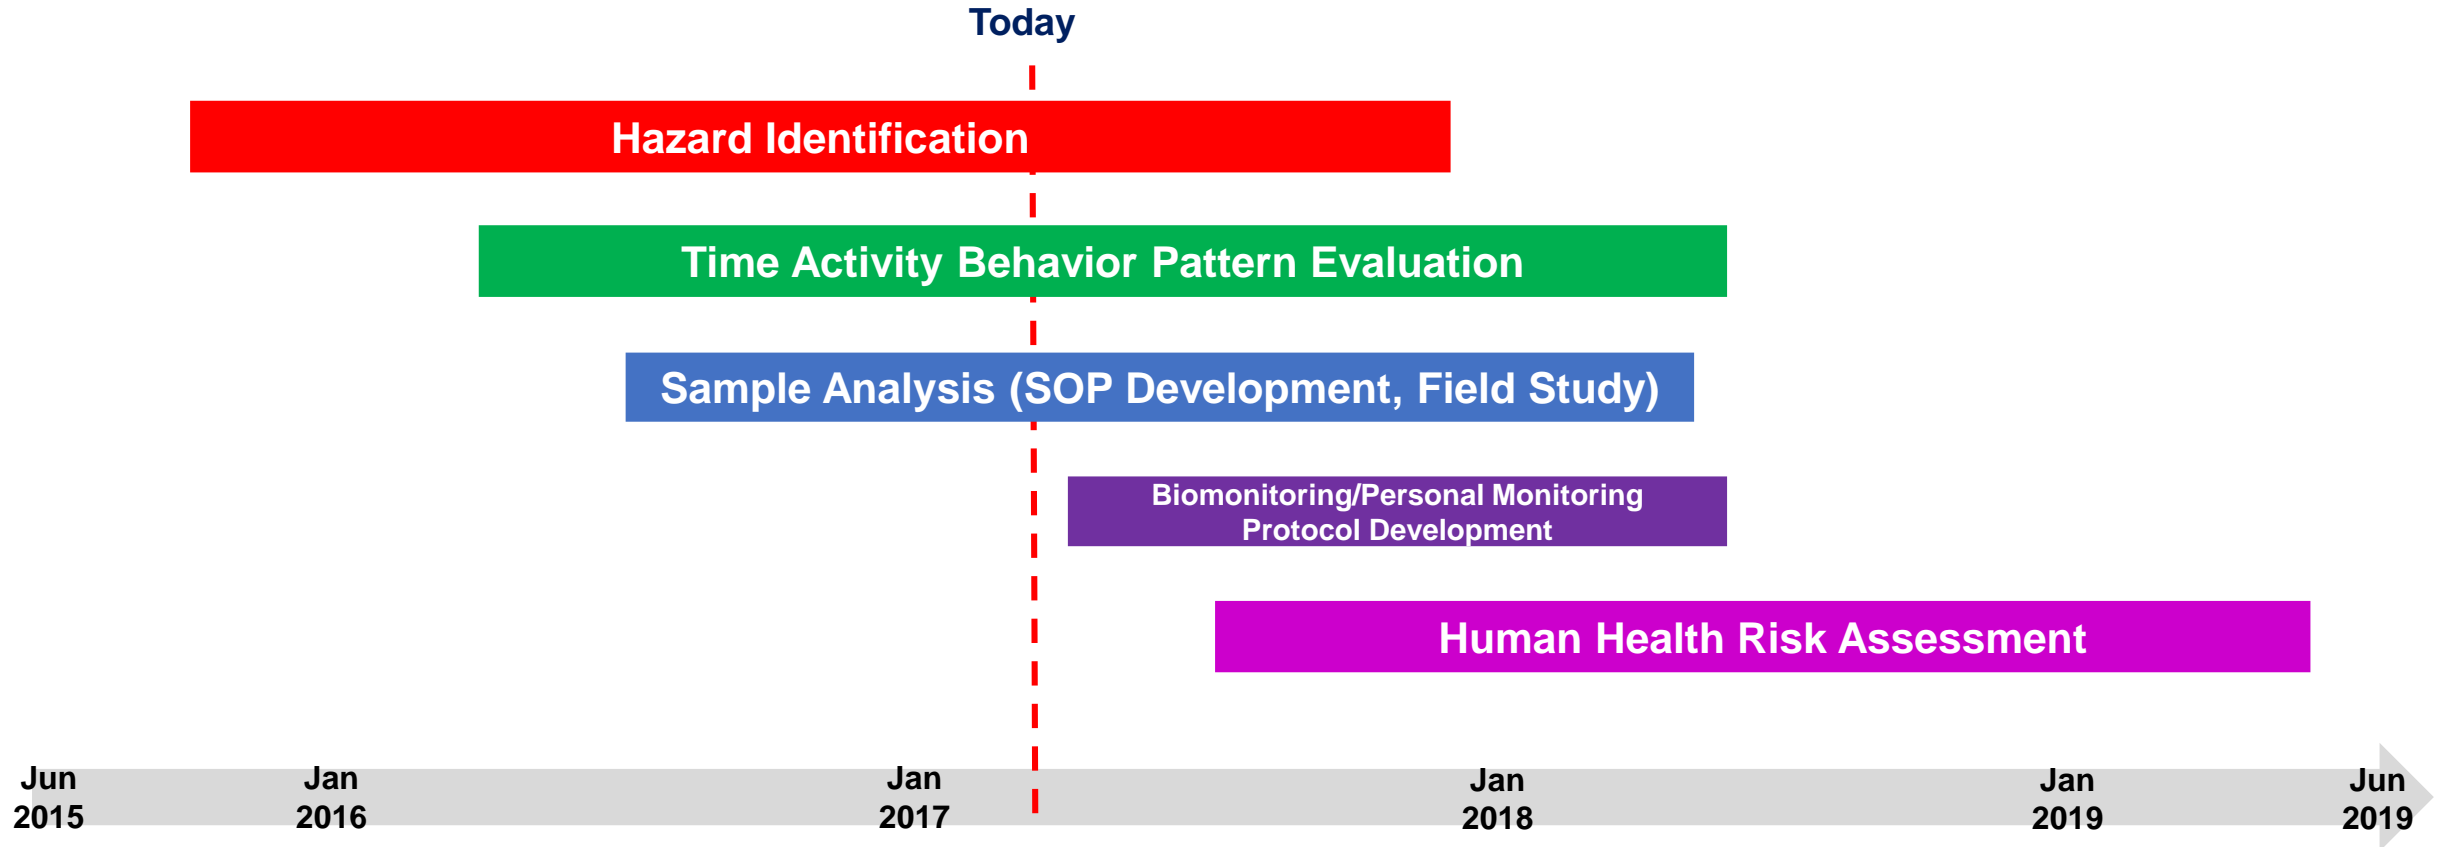 Today
Hazard Identification
Time Activity Behavior Pattern Evaluation
Sample Analysis (SOP Development, Field Study)
Biomonitoring/Personal Monitoring
Protocol Development
Human Health Risk Assessment
Jun
2015
Jan
2016
Jan
2017
Jan
2018
Jan
2019
Jun
2019